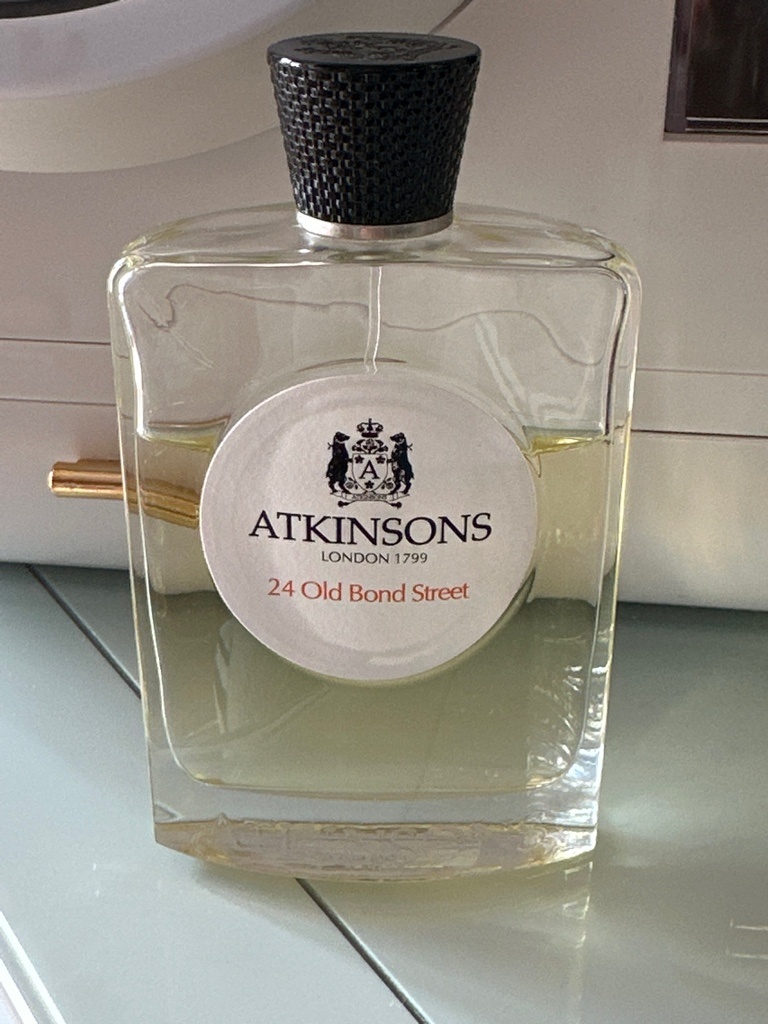 A
ATKINSONS
LONDON 1799
24 Old Bond Street